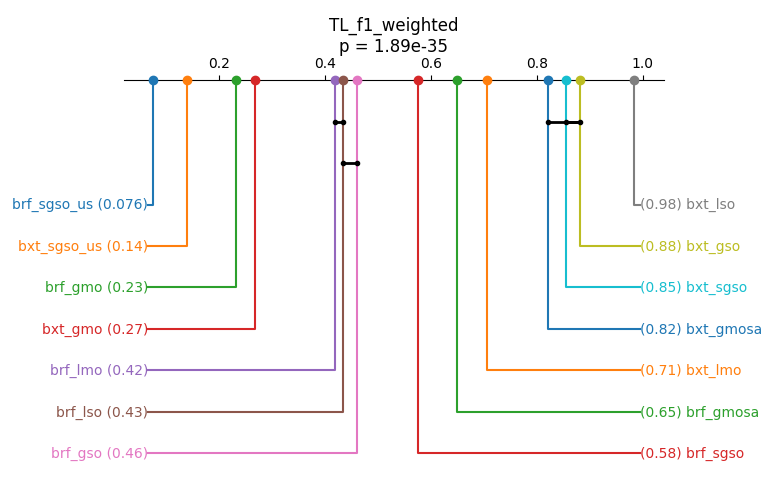 TL_f1_weighted
p = 1.89e-35
0.2 0.4 0.6 0.8 1.0
brf_sgso_us (0.076) (0.98) bxt_lso
bxt_sgso_us (0.14) (0.88) bxt_gso
brf_gmo (0.23) (0.85) bxt_sgso
bxt_gmo (0.27) (0.82) bxt_gmosa
brf_lmo (0.42) (0.71) bxt_lmo
brf_lso (0.43) (0.65) brf_gmosa
brf_gso (0.46) (0.58) brf_sgso